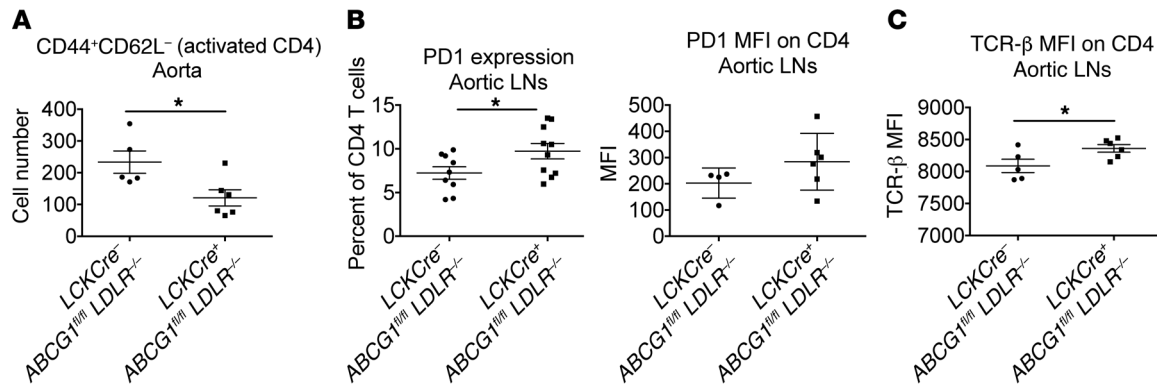 A
CD44⁺CD62L⁻ (activated CD4)
Aorta
*
Cell number
400
300
200
100
0
LCKCre⁻
ABCG1ᶠˡ/ᶠˡ LDLR⁻/⁻
LCKCre⁺
ABCG1ᶠˡ/ᶠˡ LDLR⁻/⁻
B
PD1 expression
Aortic LNs
*
Percent of CD4 T cells
15
10
5
0
LCKCre⁻
ABCG1ᶠˡ/ᶠˡ LDLR⁻/⁻
LCKCre⁺
ABCG1ᶠˡ/ᶠˡ LDLR⁻/⁻
PD1 MFI on CD4
Aortic LNs
MFI
500
400
300
200
100
0
LCKCre⁻
ABCG1ᶠˡ/ᶠˡ LDLR⁻/⁻
LCKCre⁺
ABCG1ᶠˡ/ᶠˡ LDLR⁻/⁻
C
TCR-β MFI on CD4
Aortic LNs
*
TCR-β MFI
9000
8500
8000
7500
7000
LCKCre⁻
ABCG1ᶠˡ/ᶠˡ LDLR⁻/⁻
LCKCre⁺
ABCG1ᶠˡ/ᶠˡ LDLR⁻/⁻